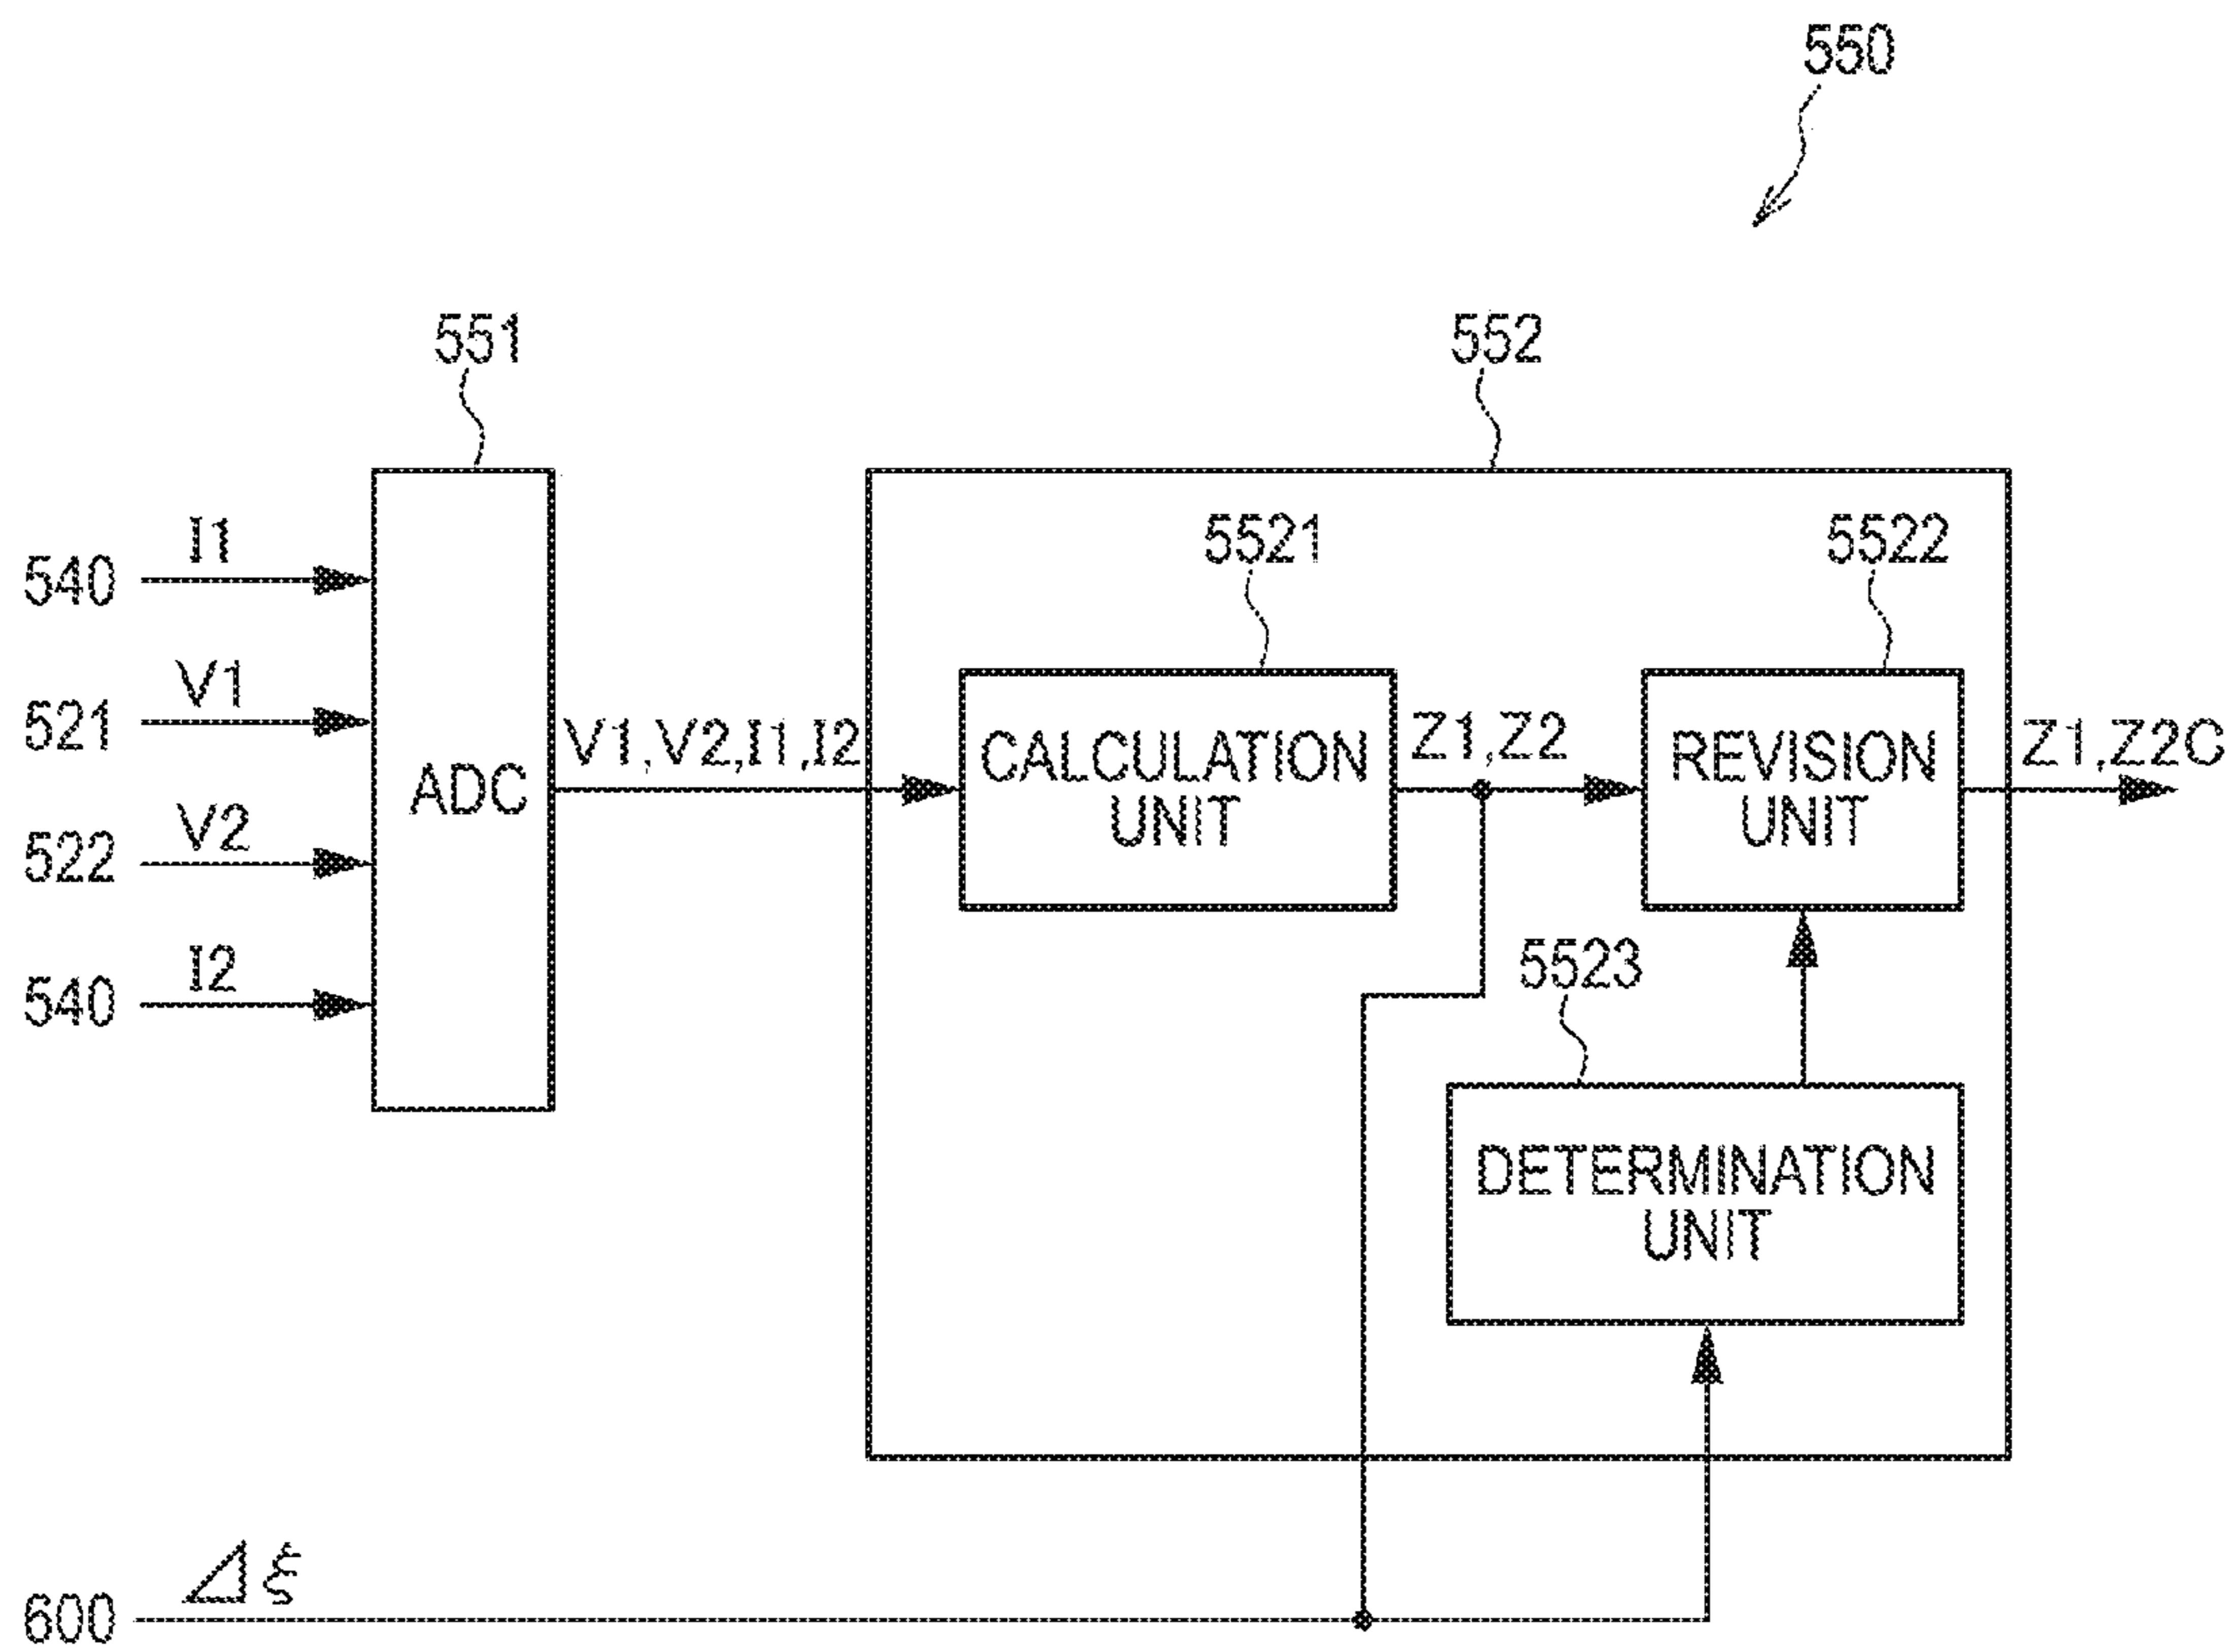 550
551
552
I1
540
V1
521
V2
522
I2
540
ADC
V1,V2,I1,I2
5521
CALCULATION
UNIT
Z1,Z2
5522
REVISION
UNIT
Z1,Z2C
5523
DETERMINATION
UNIT
Δξ
600